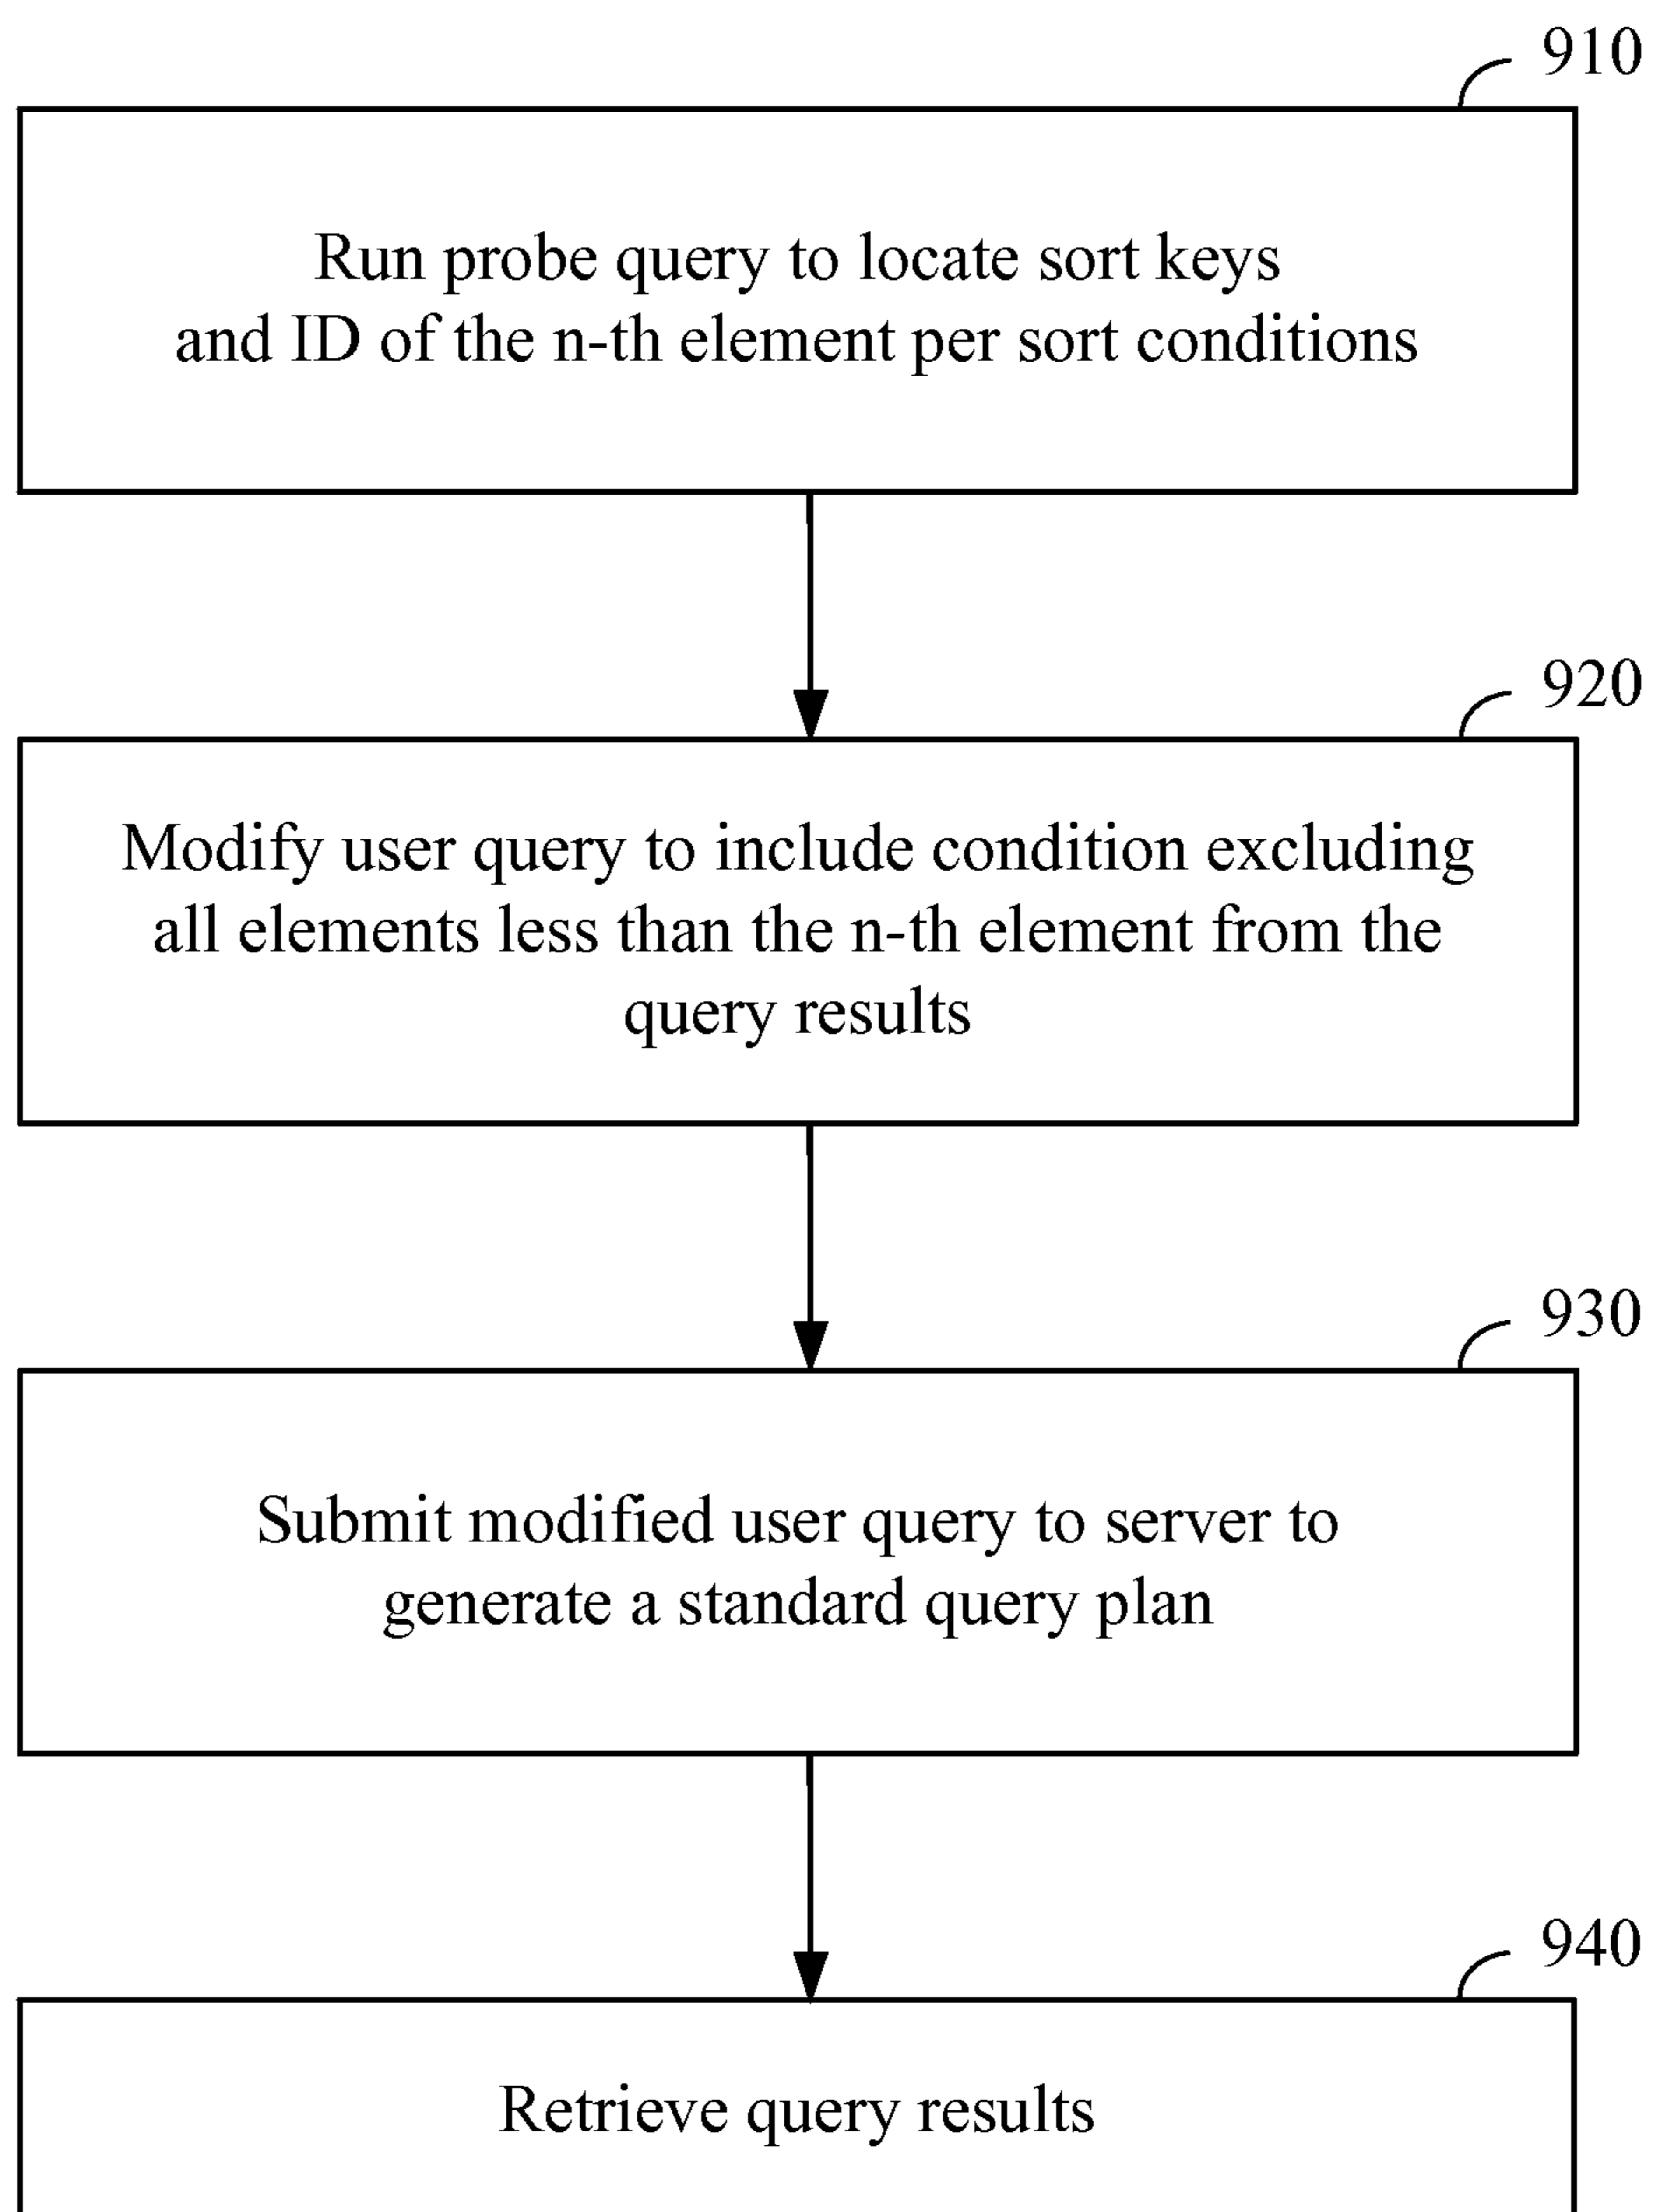 910
Run probe query to locate sort keys
and ID of the n-th element per sort conditions
920
Modify user query to include condition excluding
all elements less than the n-th element from the
query results
930
Submit modified user query to server to
generate a standard query plan
940
Retrieve query results